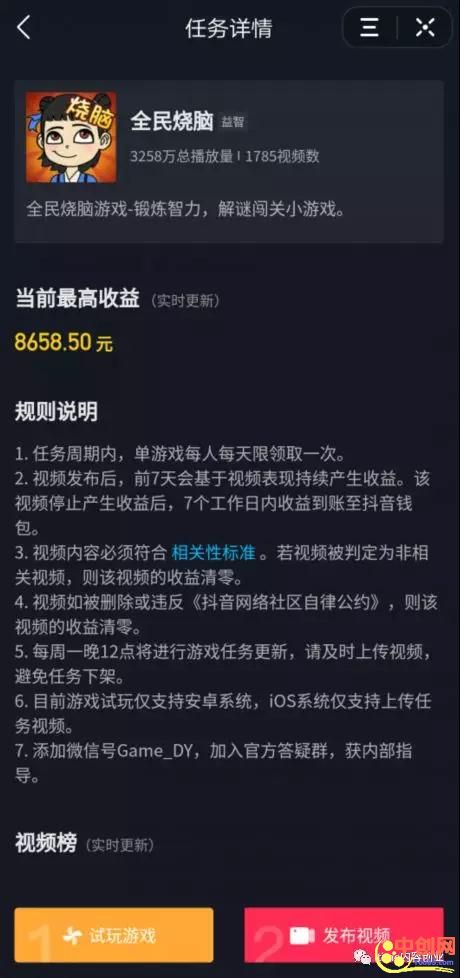 任务详情
烧脑
全民烧脑 益智
3258万总播放量 | 1785视频数
全民烧脑游戏-锻炼智力，解谜闯关小游戏。
当前最高收益（实时更新）
8658.50 元
规则说明
1. 任务周期内，单游戏每人每天限领取一次。
2. 视频发布后，前7天会基于视频表现持续产生收益。该
视频停止产生收益后，7个工作日内收益到账至抖音钱
包。
3. 视频内容必须符合 相关性标准 。若视频被判定为非相
关视频，则该视频的收益清零。
4. 视频如被删除或违反《抖音网络社区自律公约》，则该
视频的收益清零。
5. 每周一晚12点将进行游戏任务更新，请及时上传视频，
避免任务下架。
6. 目前游戏试玩仅支持安卓系统，iOS系统仅支持上传任
务视频。
7. 添加微信号Game_DY，加入官方答疑群，获内部指
导。
视频榜（实时更新）
1 试玩游戏
2 发布视频
中创网
内容创业